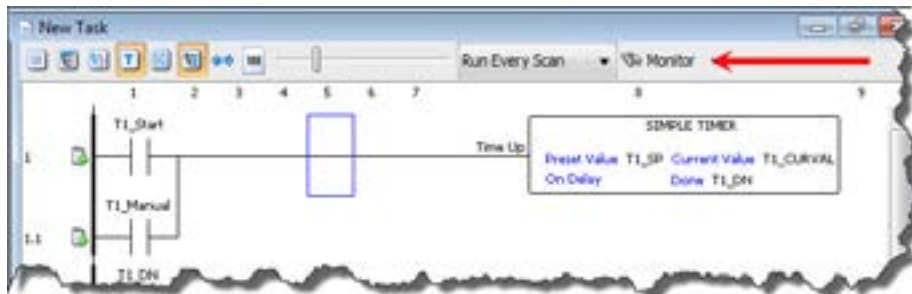 New Task
Run Every Scan Monitor
1 2 3 4 5 6 7 8 9
T1_Start
SIMPLE TIMER
1
Time Up
Preset Value T1_SP Current Value T1_CURVAL
On Delay Done T1_DN
T1_Manual
1.1
T1_DN